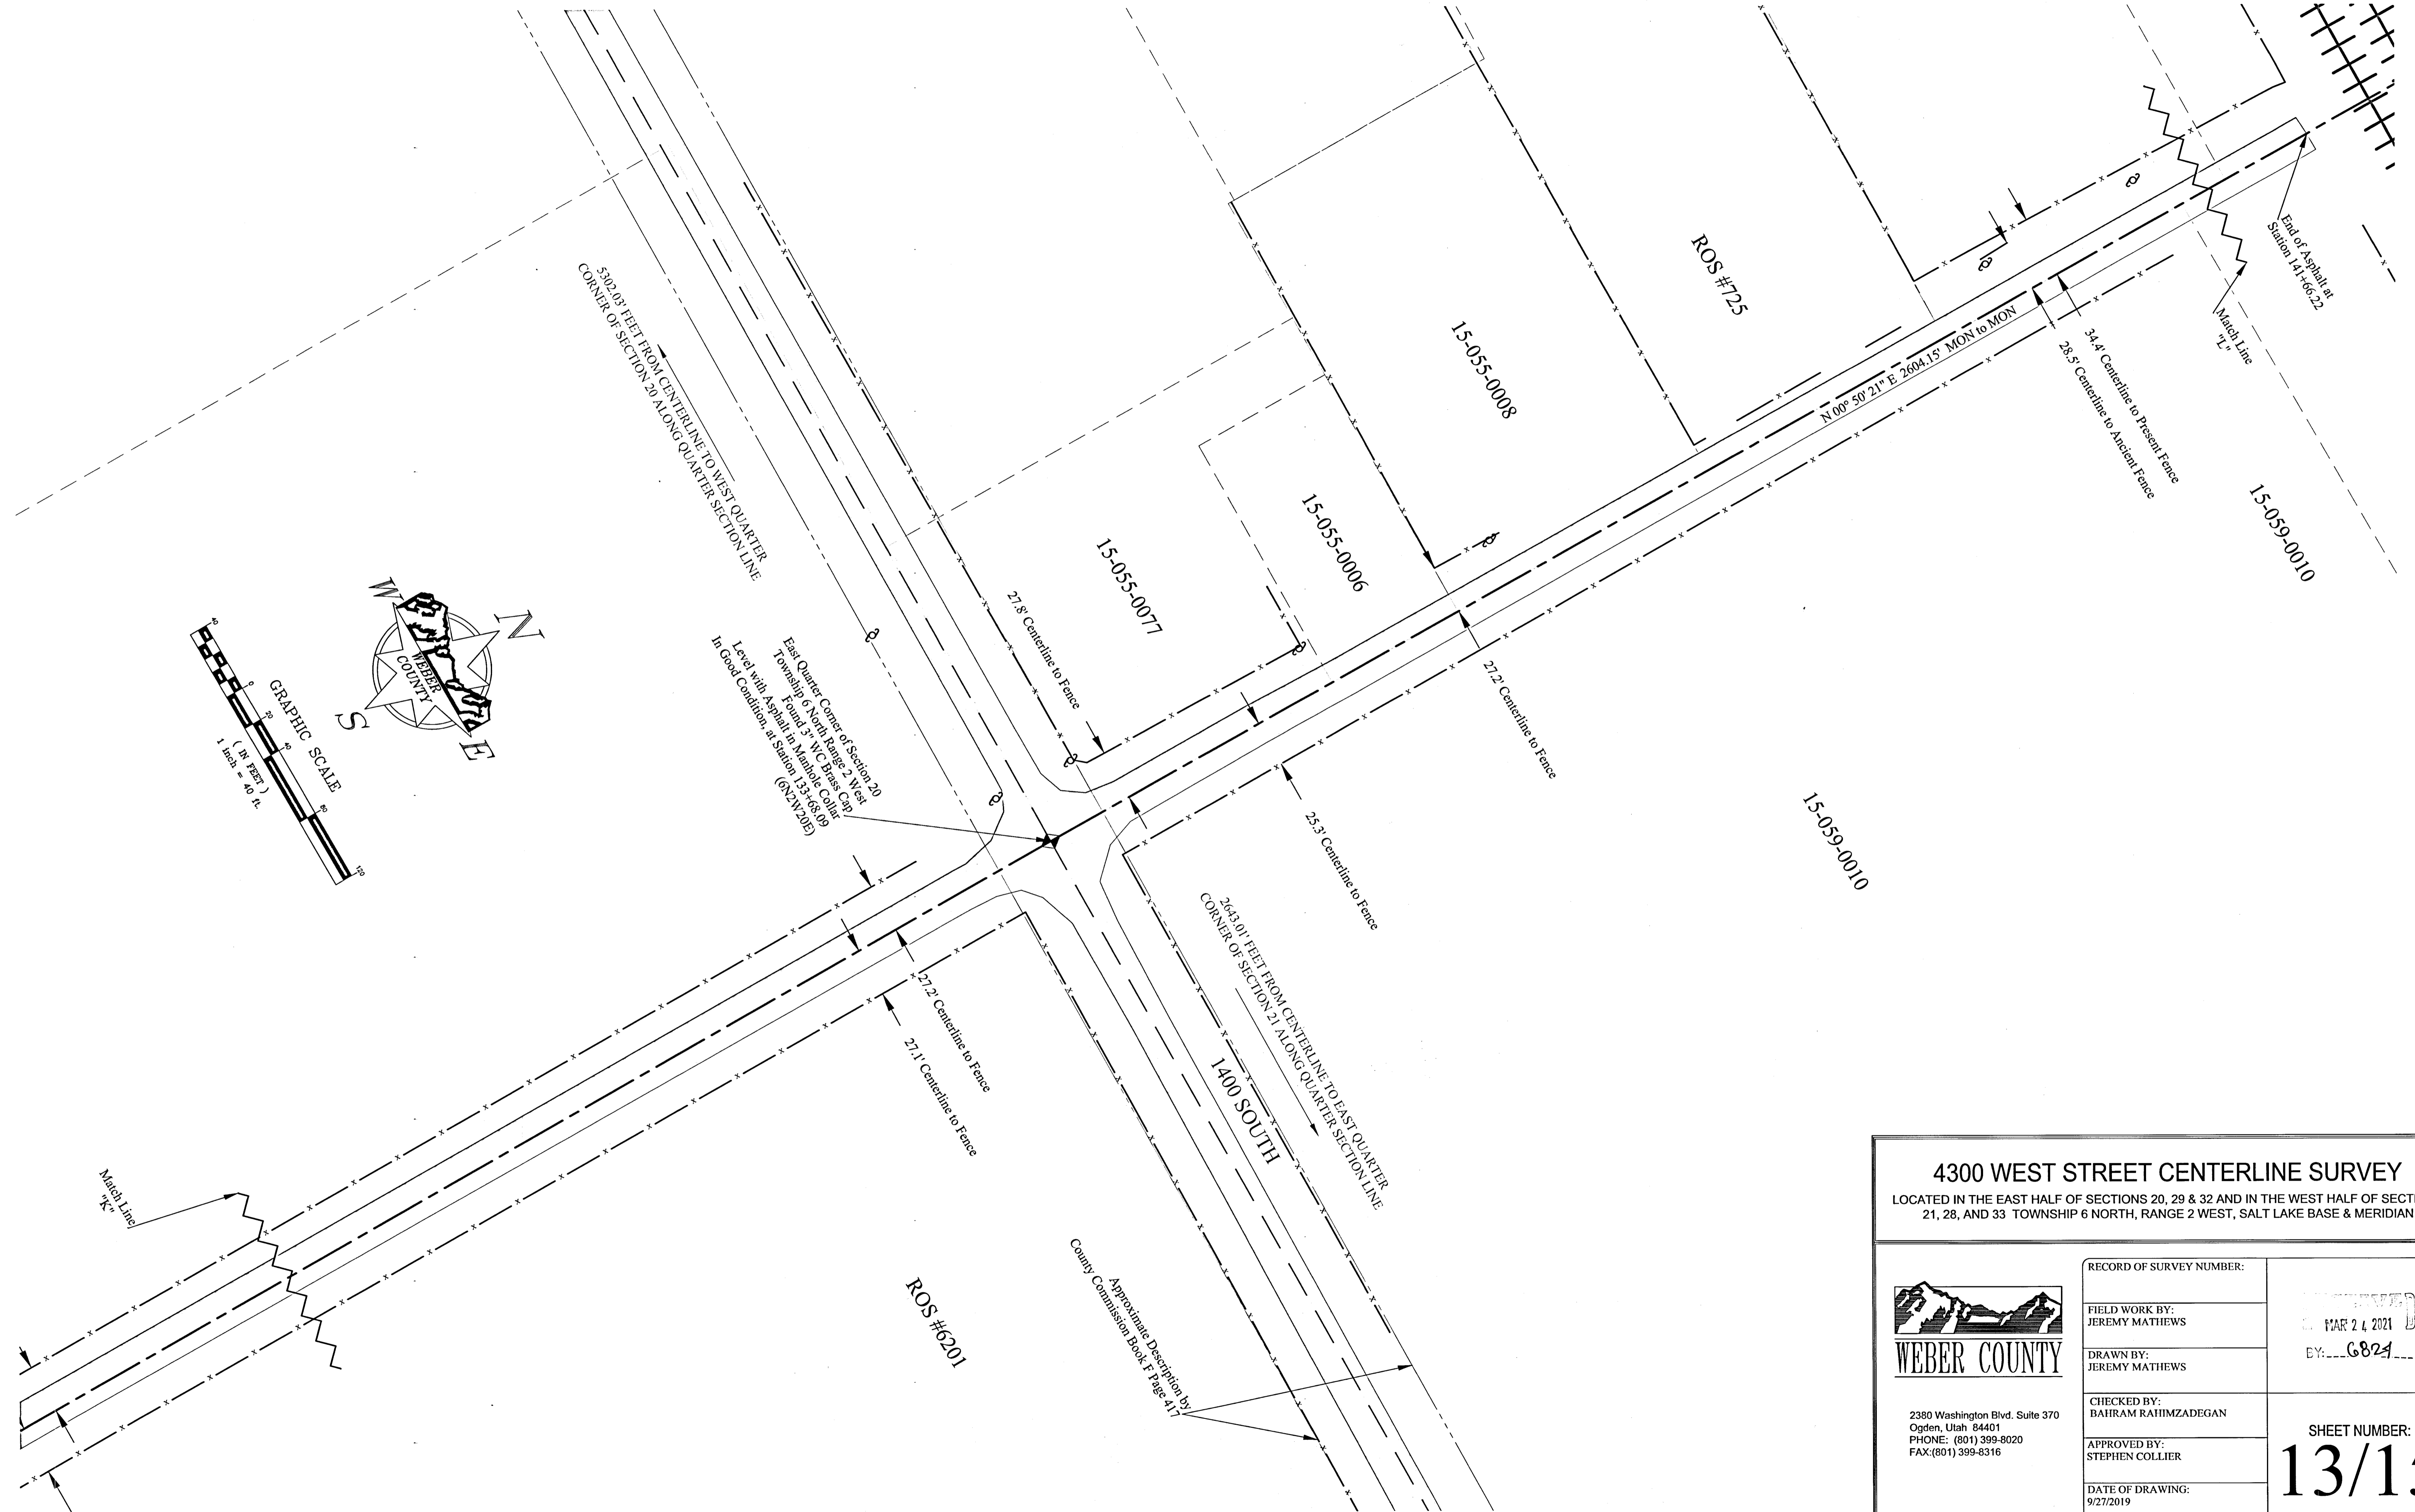 5302.03' FEET FROM CENTERLINE TO WEST QUARTER
CORNER OF SECTION 20 ALONG QUARTER SECTION LINE
ROS #725
15-055-0008
15-055-0006
15-055-0077
27.8' Centerline to Fence
N 00° 50' 21" E 2604.15' MON to MON
End of Asphalt at
Station 141+66.22
Match Line
"L"
34.4' Centerline to Present Fence
28.5' Centerline to Ancient Fence
15-059-0010
27.2' Centerline to Fence
25.3' Centerline to Fence
15-059-0010
East Quarter Corner of Section 20
Township 6 North Range 2 West
Found 3" WC Brass Cap
Level with Asphalt in Manhole Collar
In Good Condition, at Station 133+68.09
(6N2W20E)
N
W
WEBER
COUNTY
S
E
GRAPHIC SCALE
40
0
20
40
80
120
( IN FEET )
1 inch = 40 ft.
27.2' Centerline to Fence
27.1' Centerline to Fence
2643.01' FEET FROM CENTERLINE TO EAST QUARTER
CORNER OF SECTION 21 ALONG QUARTER SECTION LINE
1400 SOUTH
Match Line
"K"
ROS #6201
Approximate Description by
County Commission Book F Page 417
4300 WEST STREET CENTERLINE SURVEY
LOCATED IN THE EAST HALF OF SECTIONS 20, 29 & 32 AND IN THE WEST HALF OF
21, 28, AND 33 TOWNSHIP 6 NORTH, RANGE 2 WEST, SALT LAKE BASE & MERIDIAN
WEBER COUNTY
2380 Washington Blvd. Suite 370
Ogden, Utah 84401
PHONE: (801) 399-8020
FAX:(801) 399-8316
RECORD OF SURVEY NUMBER:
FIELD WORK BY:
JEREMY MATHEWS
DRAWN BY:
JEREMY MATHEWS
CHECKED BY:
BAHRAM RAHIMZADEGAN
APPROVED BY:
STEPHEN COLLIER
DATE OF DRAWING:
9/27/2019
MAR 24 2021
BY: 6824
SHEET NUMBER:
13/1